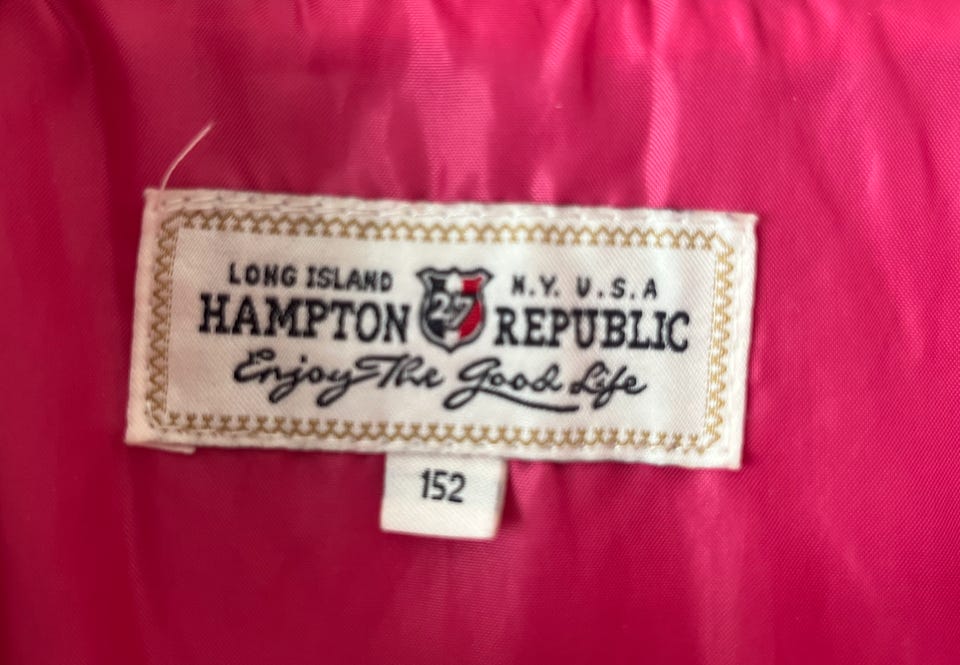 LONG ISLAND N.Y. U.S.A
HAMPTON 27 REPUBLIC
Enjoy The Good Life
152